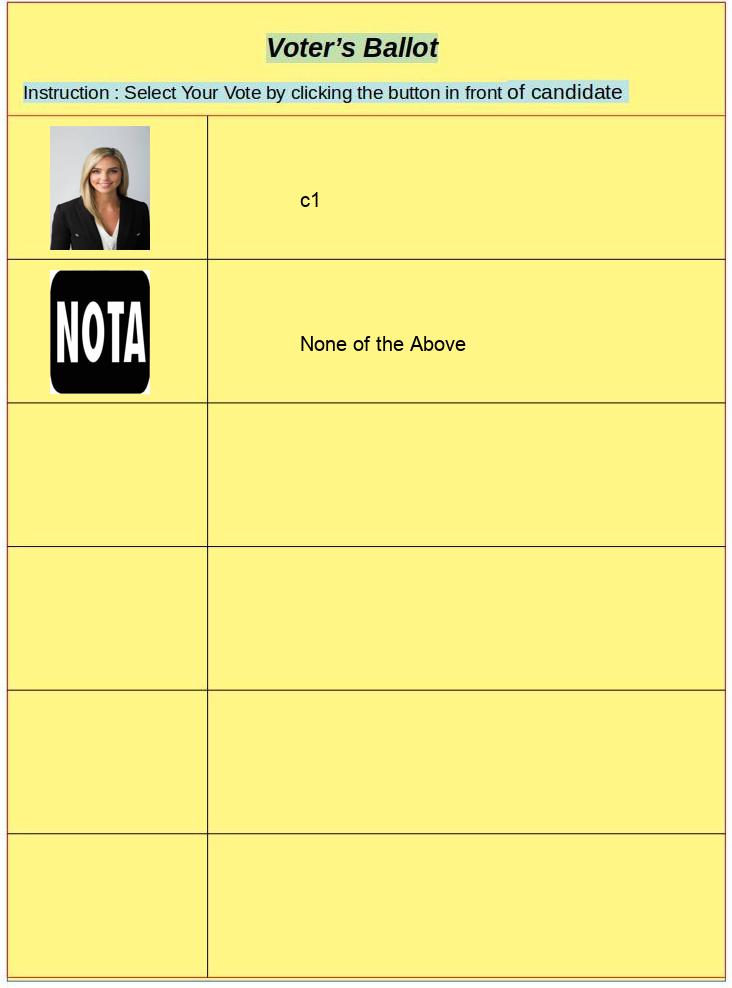 Voter’s Ballot
Instruction : Select Your Vote by clicking the button in front of candidate
c1
NOTA
None of the Above